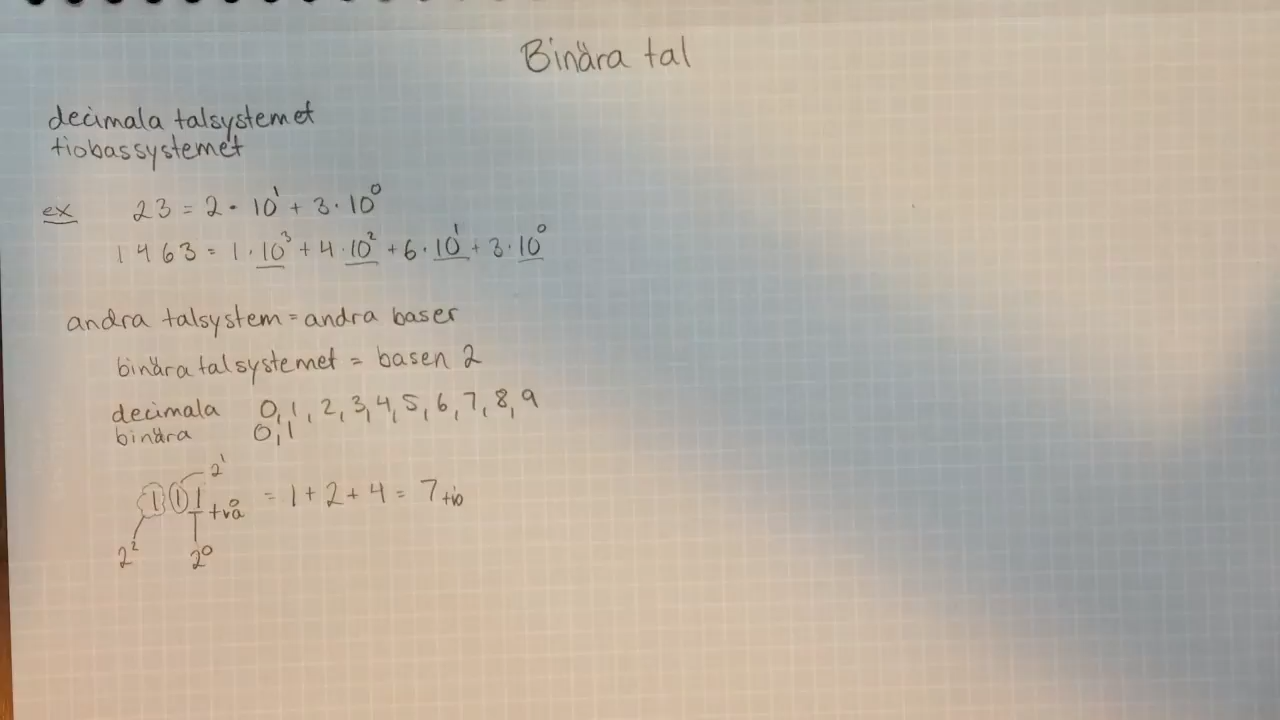 Binära tal
decimala talsystemet
tiobassystemet
ex 23 = 2 · 10¹ + 3 · 10⁰
1463 = 1 · 10³ + 4 · 10² + 6 · 10¹ + 3 · 10⁰
andra talsystem = andra baser
binära talsystemet = basen 2
decimala 0, 1, 2, 3, 4, 5, 6, 7, 8, 9
binära 0, 1
2¹
111 två = 1 + 2 + 4 = 7 tio
2² 2⁰